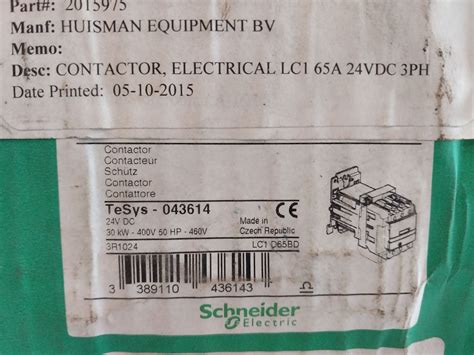 Part#: 2015975
Manf: HUISMAN EQUIPMENT BV
Memo:
Desc: CONTACTOR, ELECTRICAL LC1 65A 24VDC 3PH
Date Printed: 05-10-2015
Contactor
Contacteur
Schütz
Contactor
Contattore
TeSys - 043614
24V DC
30 kW - 400V 50 HP - 460V
Made in
Czech Republic
CE
3R1024
LC1 D65BD
3 389110 436143
Schneider
Electric